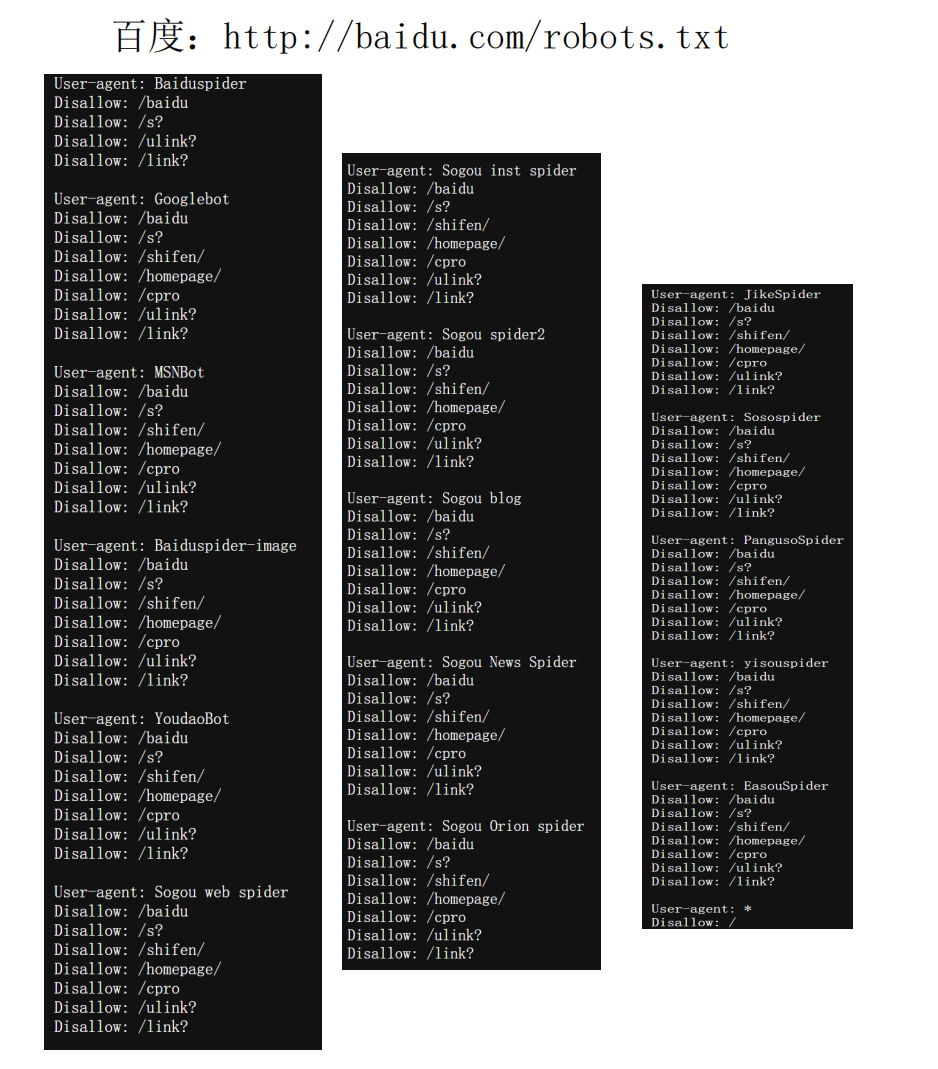 百度：http://baidu.com/robots.txt
User-agent: Baiduspider
Disallow: /baidu
Disallow: /s?
Disallow: /ulink?
Disallow: /link?
User-agent: Googlebot
Disallow: /baidu
Disallow: /s?
Disallow: /shifen/
Disallow: /homepage/
Disallow: /cpro
Disallow: /ulink?
Disallow: /link?
User-agent: MSNBot
Disallow: /baidu
Disallow: /s?
Disallow: /shifen/
Disallow: /homepage/
Disallow: /cpro
Disallow: /ulink?
Disallow: /link?
User-agent: Baiduspider-image
Disallow: /baidu
Disallow: /s?
Disallow: /shifen/
Disallow: /homepage/
Disallow: /cpro
Disallow: /ulink?
Disallow: /link?
User-agent: YoudaoBot
Disallow: /baidu
Disallow: /s?
Disallow: /shifen/
Disallow: /homepage/
Disallow: /cpro
Disallow: /ulink?
Disallow: /link?
User-agent: Sogou web spider
Disallow: /baidu
Disallow: /s?
Disallow: /shifen/
Disallow: /homepage/
Disallow: /cpro
Disallow: /ulink?
Disallow: /link?
User-agent: Sogou inst spider
Disallow: /baidu
Disallow: /s?
Disallow: /shifen/
Disallow: /homepage/
Disallow: /cpro
Disallow: /ulink?
Disallow: /link?
User-agent: Sogou spider2
Disallow: /baidu
Disallow: /s?
Disallow: /shifen/
Disallow: /homepage/
Disallow: /cpro
Disallow: /ulink?
Disallow: /link?
User-agent: Sogou blog
Disallow: /baidu
Disallow: /s?
Disallow: /shifen/
Disallow: /homepage/
Disallow: /cpro
Disallow: /ulink?
Disallow: /link?
User-agent: Sogou News Spider
Disallow: /baidu
Disallow: /s?
Disallow: /shifen/
Disallow: /homepage/
Disallow: /cpro
Disallow: /ulink?
Disallow: /link?
User-agent: Sogou Orion spider
Disallow: /baidu
Disallow: /s?
Disallow: /shifen/
Disallow: /homepage/
Disallow: /cpro
Disallow: /ulink?
Disallow: /link?
User-agent: JikeSpider
Disallow: /baidu
Disallow: /s?
Disallow: /shifen/
Disallow: /homepage/
Disallow: /cpro
Disallow: /ulink?
Disallow: /link?
User-agent: Sosospider
Disallow: /baidu
Disallow: /s?
Disallow: /shifen/
Disallow: /homepage/
Disallow: /cpro
Disallow: /ulink?
Disallow: /link?
User-agent: PangusoSpider
Disallow: /baidu
Disallow: /s?
Disallow: /shifen/
Disallow: /homepage/
Disallow: /cpro
Disallow: /ulink?
Disallow: /link?
User-agent: yisouspider
Disallow: /baidu
Disallow: /s?
Disallow: /shifen/
Disallow: /homepage/
Disallow: /cpro
Disallow: /ulink?
Disallow: /link?
User-agent: EasouSpider
Disallow: /baidu
Disallow: /s?
Disallow: /shifen/
Disallow: /homepage/
Disallow: /cpro
Disallow: /ulink?
Disallow: /link?
User-agent: *
Disallow: /